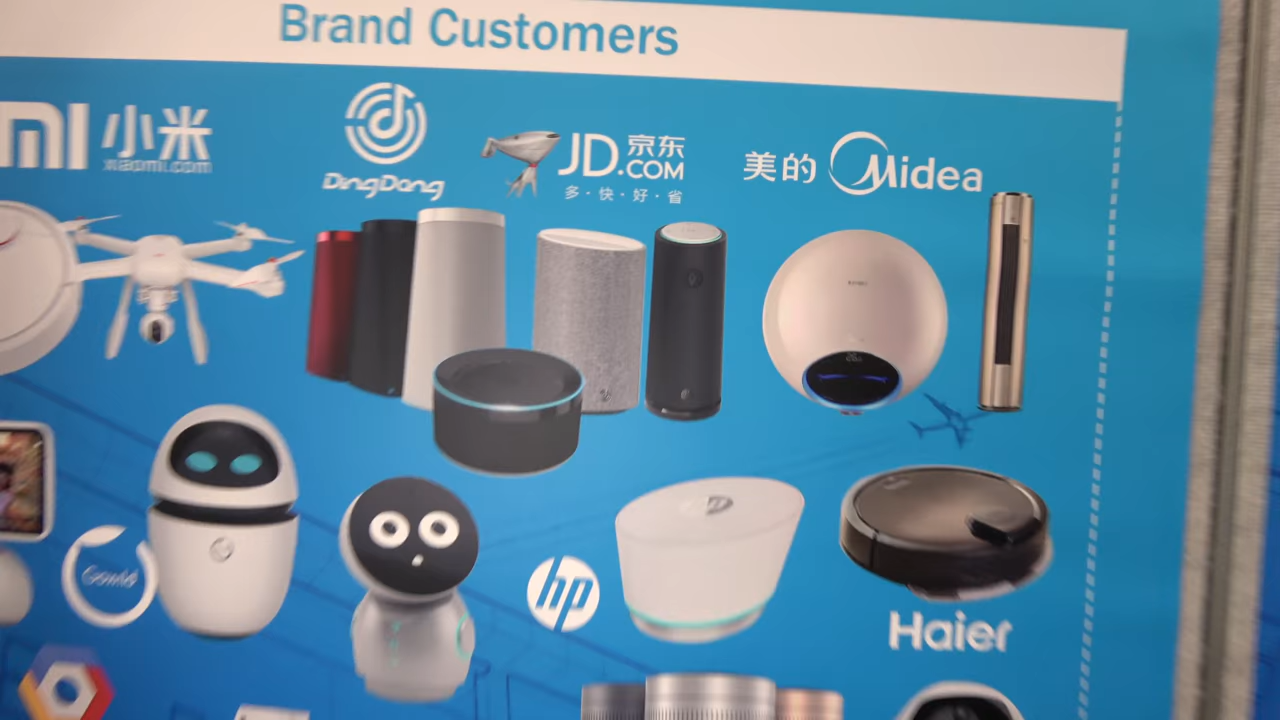 Brand Customers
mi 小米
xiaomi.com
DingDong
JD 京东
.COM
多·快·好·省
美的 Midea
hp
Haier